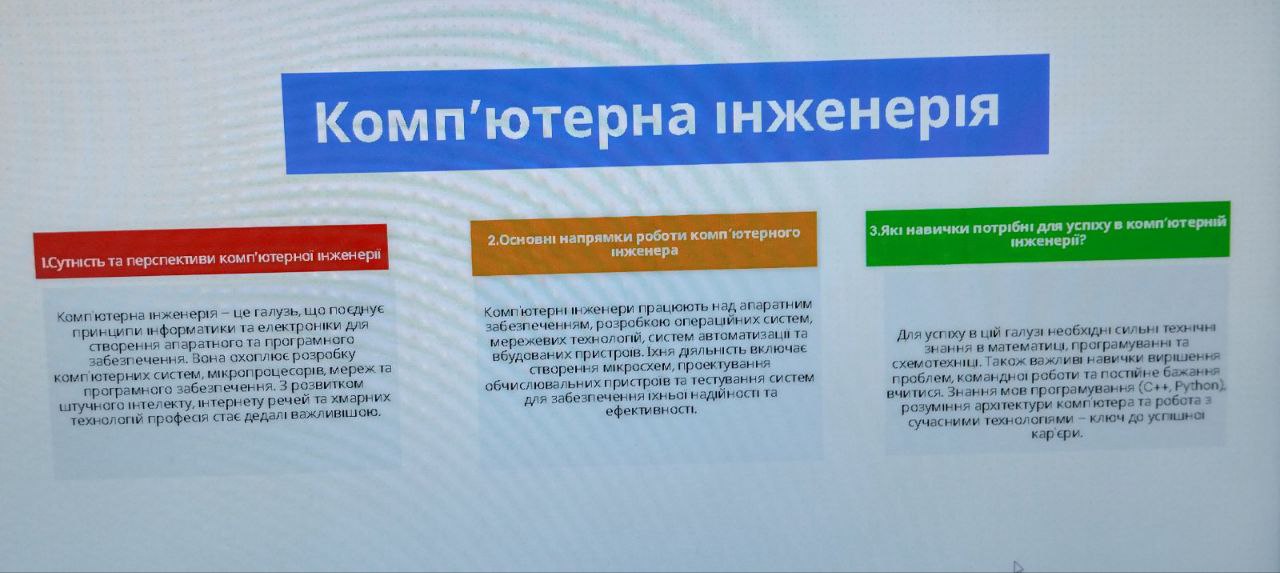 Комп’ютерна інженерія
1.Сутність та перспективи комп'ютерної інженерії
Комп'ютерна інженерія – це галузь, що поєднує
принципи інформатики та електроніки для
створення апаратного та програмного
забезпечення. Вона охоплює розробку
комп'ютерних систем, мікропроцесорів, мереж та
програмного забезпечення. З розвитком
штучного інтелекту, інтернету речей та хмарних
технологій професія стає дедалі важливішою.
2.Основні напрямки роботи комп'ютерного
інженера
Комп'ютерні інженери працюють над апаратним
забезпеченням, розробкою операційних систем,
мережевих технологій, систем автоматизації та
вбудованих пристроїв. Їхня діяльність включає
створення мікросхем, проектування
обчислювальних пристроїв та тестування систем
для забезпечення їхньої надійності та
ефективності.
3.Які навички потрібні для успіху в комп'ютерній
інженерії?
Для успіху в цій галузі необхідні сильні технічні
знання в математиці, програмуванні та
схемотехніці. Також важливі навички вирішення
проблем, командної роботи та постійне бажання
вчитися. Знання мов програмування (C++, Python),
розуміння архітектури комп'ютера та робота з
сучасними технологіями – ключ до успішної
кар'єри.